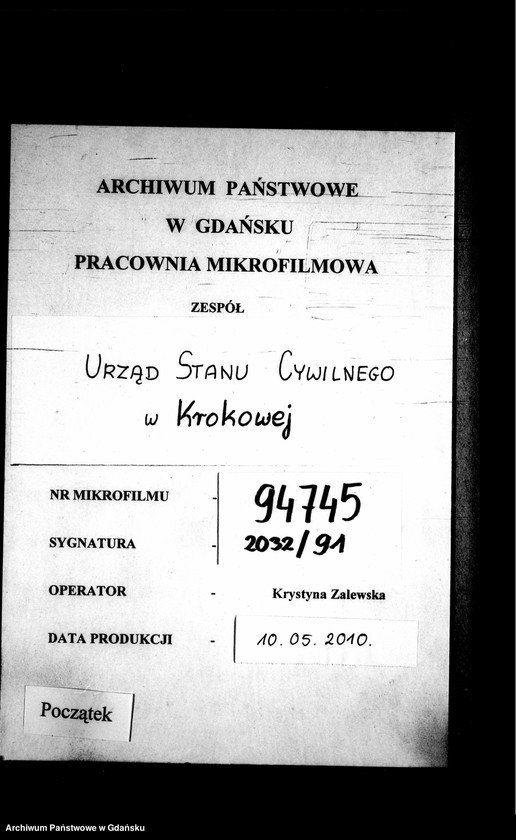 ARCHIWUM PAŃSTWOWE
W GDAŃSKU
PRACOWNIA MIKROFILMOWA
ZESPÓŁ
URZĄD STANU CYWILNEGO
w Krokowej
NR MIKROFILMU - 94745
SYGNATURA - 2032/91
OPERATOR - Krystyna Zalewska
DATA PRODUKCJI - 10.05.2010.
Początek
Archiwum Państwowe w Gdańsku